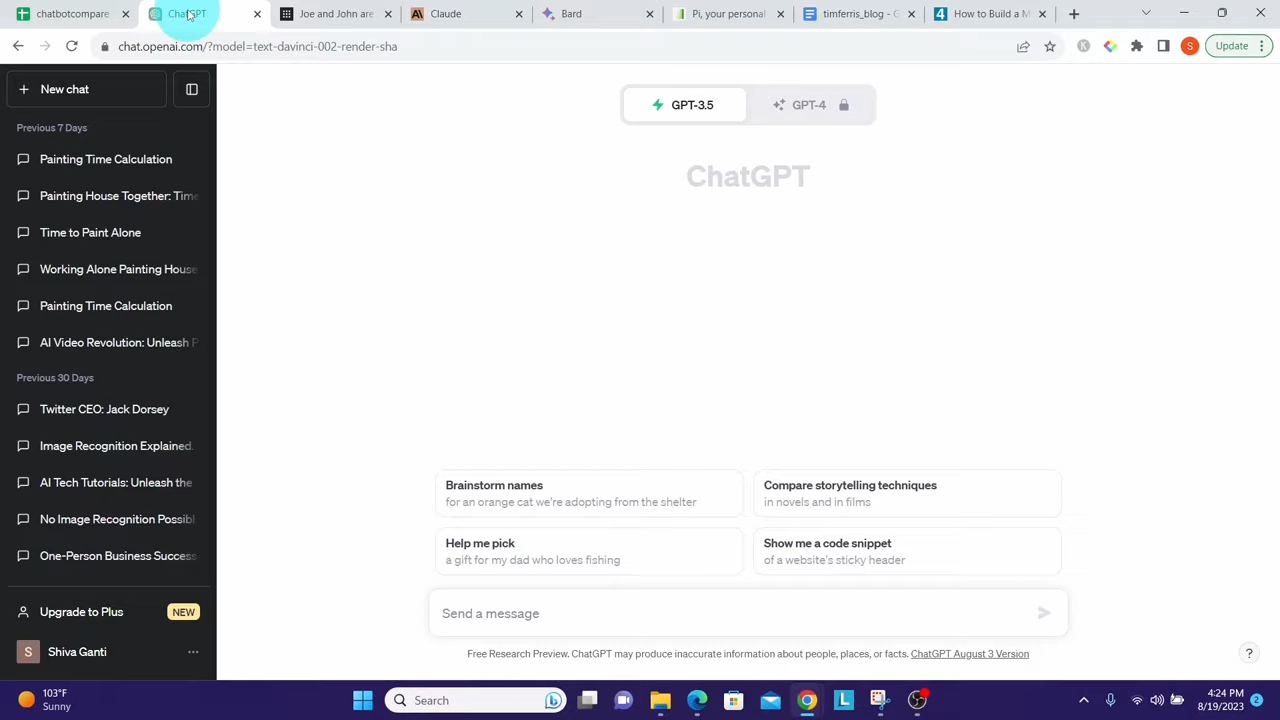 chatbotcompare
ChatGPT
Joe and John are
Claude
Bard
Pi, your personal
timferris_blog - G
How to Build a M
chat.openai.com/?model=text-davinci-002-render-sha
S
Update
New chat
GPT-3.5
GPT-4
Previous 7 Days
ChatGPT
Painting Time Calculation
Painting House Together: Time
Time to Paint Alone
Working Alone Painting House
Painting Time Calculation
AI Video Revolution: Unleash P
Previous 30 Days
Twitter CEO: Jack Dorsey
Image Recognition Explained.
AI Tech Tutorials: Unleash the
No Image Recognition Possibl
One-Person Business Success
Upgrade to Plus
NEW
S
Shiva Ganti
Brainstorm names
for an orange cat we're adopting from the shelter
Compare storytelling techniques
in novels and in films
Help me pick
a gift for my dad who loves fishing
Show me a code snippet
of a website's sticky header
Send a message
Free Research Preview. ChatGPT may produce inaccurate information about people, places, or facts. ChatGPT August 3 Version
?
103°F
Sunny
Search
4:24 PM
8/19/2023
2